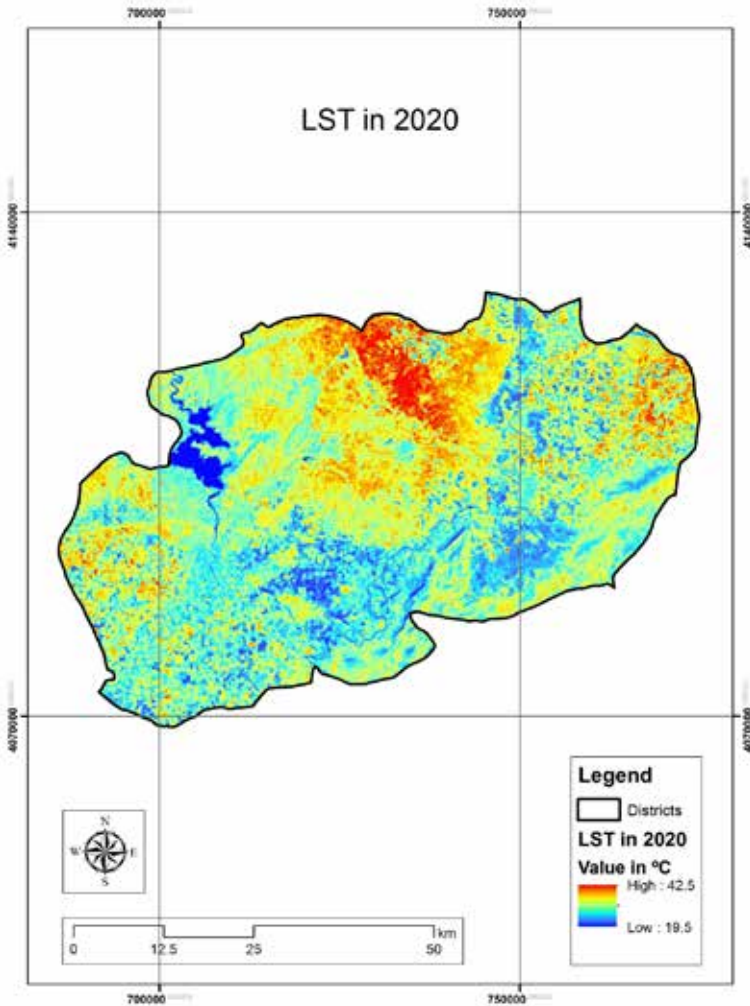 700000 750000
LST in 2020
4140000 4140000
4070000 4070000
Legend
Districts
LST in 2020
Value in ºC
High : 42.5
Low : 19.5
N
W E
S
km
0 12.5 25 50
700000 750000